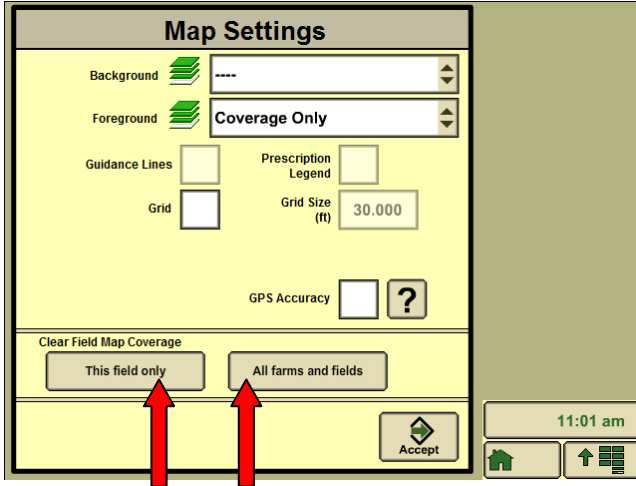 Map Settings
Background
----
Foreground
Coverage Only
Guidance Lines
Prescription
Legend
Grid
Grid Size
(ft)
30.000
GPS Accuracy
?
Clear Field Map Coverage
This field only
All farms and fields
Accept
11:01 am